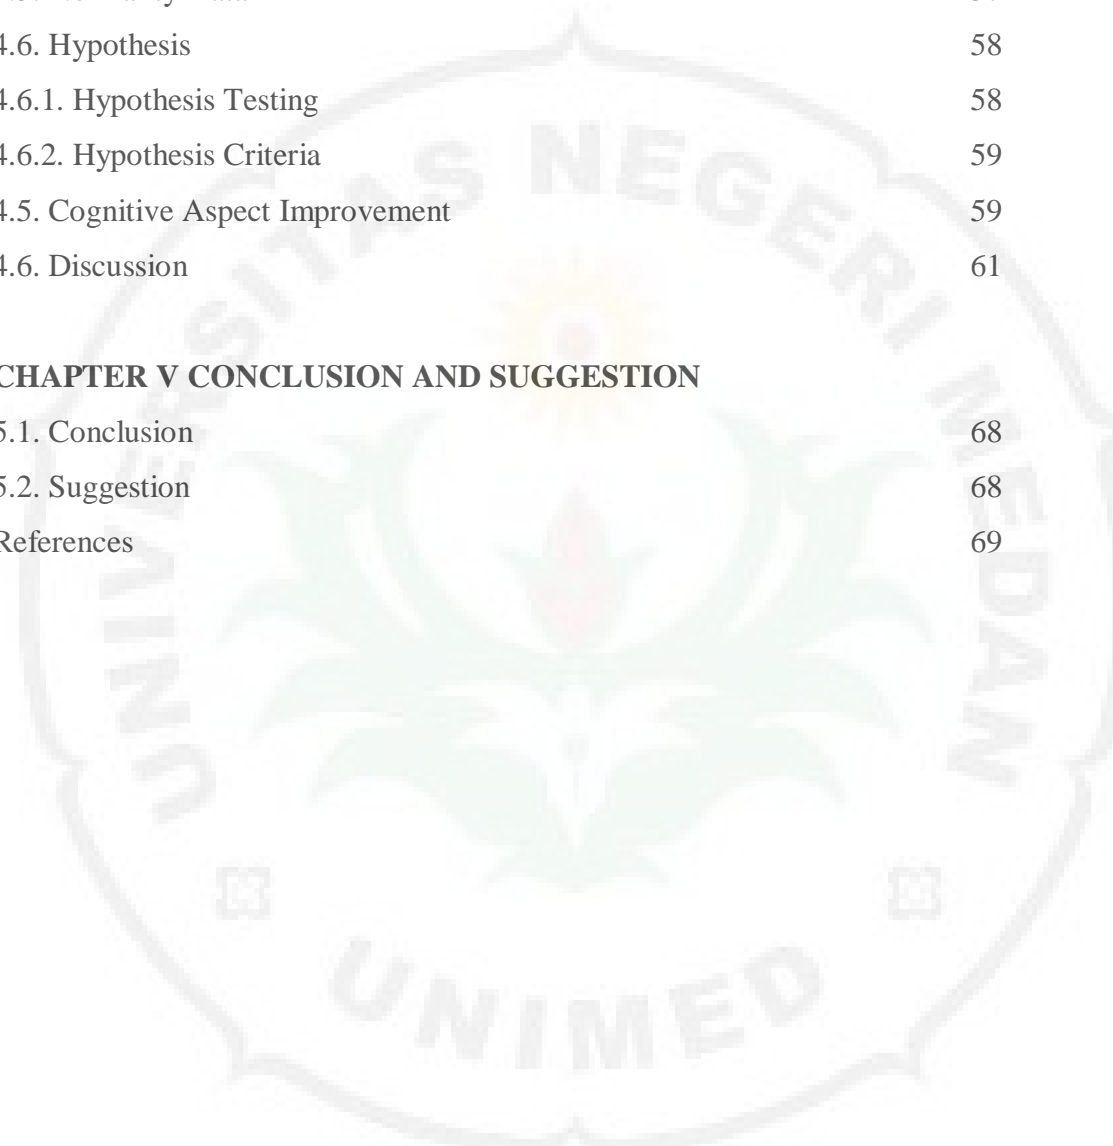 4.6. Hypothesis 58
4.6.1. Hypothesis Testing 58
4.6.2. Hypothesis Criteria 59
4.5. Cognitive Aspect Improvement 59
4.6. Discussion 61
CHAPTER V CONCLUSION AND SUGGESTION
5.1. Conclusion 68
5.2. Suggestion 68
References 69
UNIVERSITAS NEGERI MEDAN
UNIMED